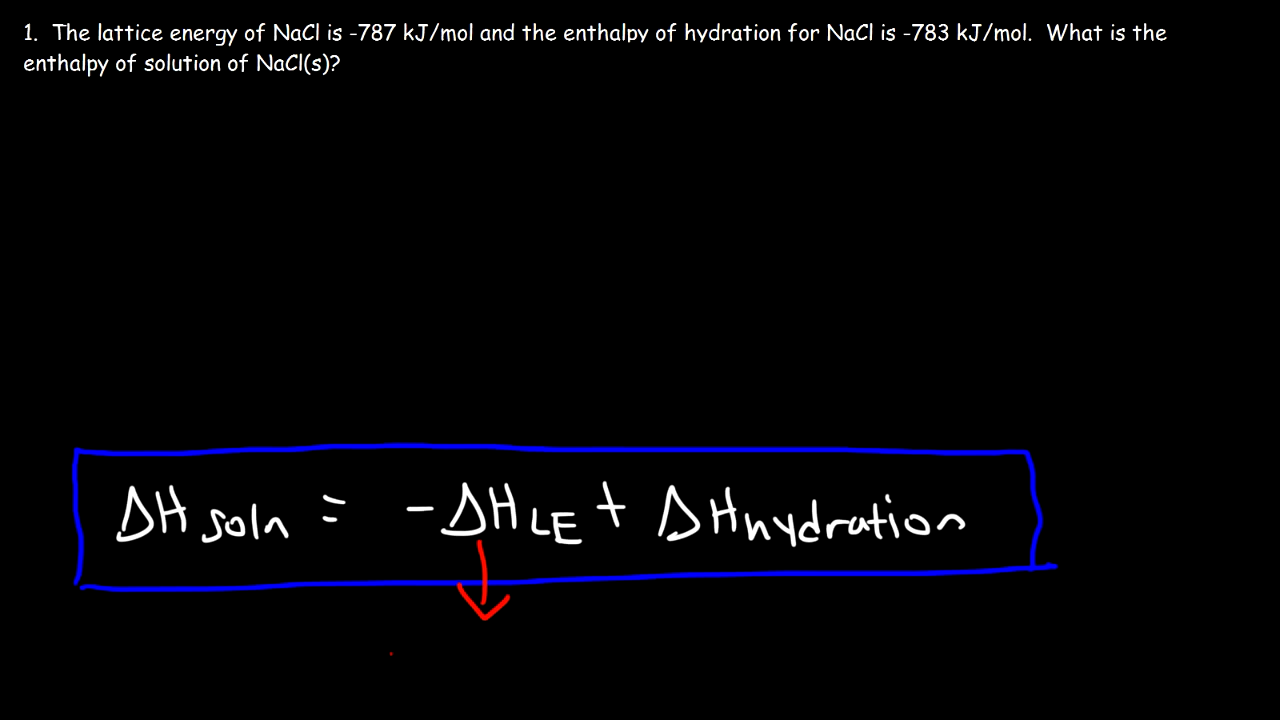 1. The lattice energy of NaCl is -787 kJ/mol and the enthalpy of hydration for NaCl is -783 kJ/mol. What is the
enthalpy of solution of NaCl(s)?
ΔH soln = -ΔH LE + ΔH hydration